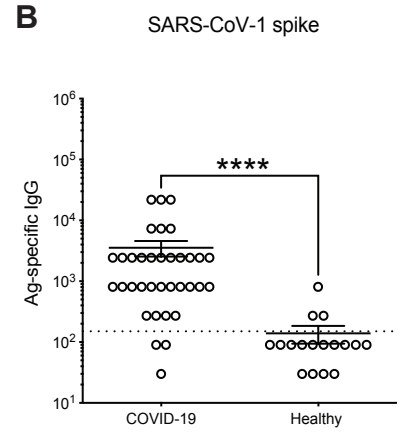 B
SARS-CoV-1 spike
Ag-specific IgG
10⁶
10⁵
10⁴
10³
10²
10¹
****
COVID-19
Healthy